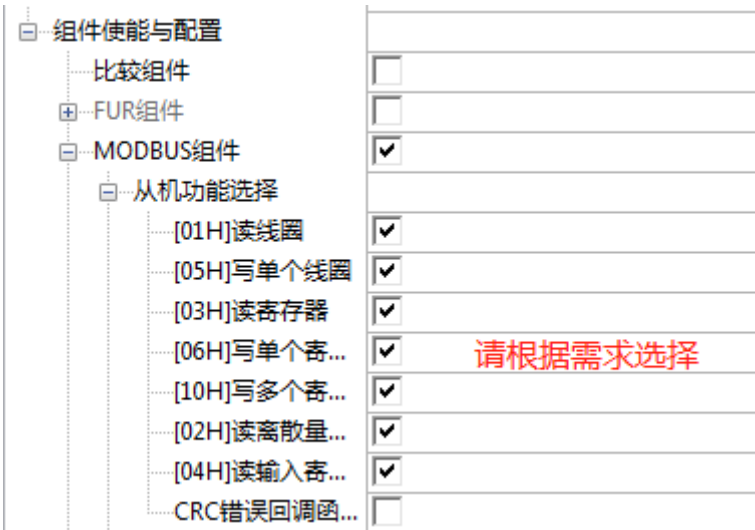 组件使能与配置
比较组件
FUR组件
MODBUS组件
从机功能选择
[01H]读线圈
[05H]写单个线圈
[03H]读寄存器
[06H]写单个寄... 请根据需求选择
[10H]写多个寄...
[02H]读离散量...
[04H]读输入寄...
CRC错误回调函...